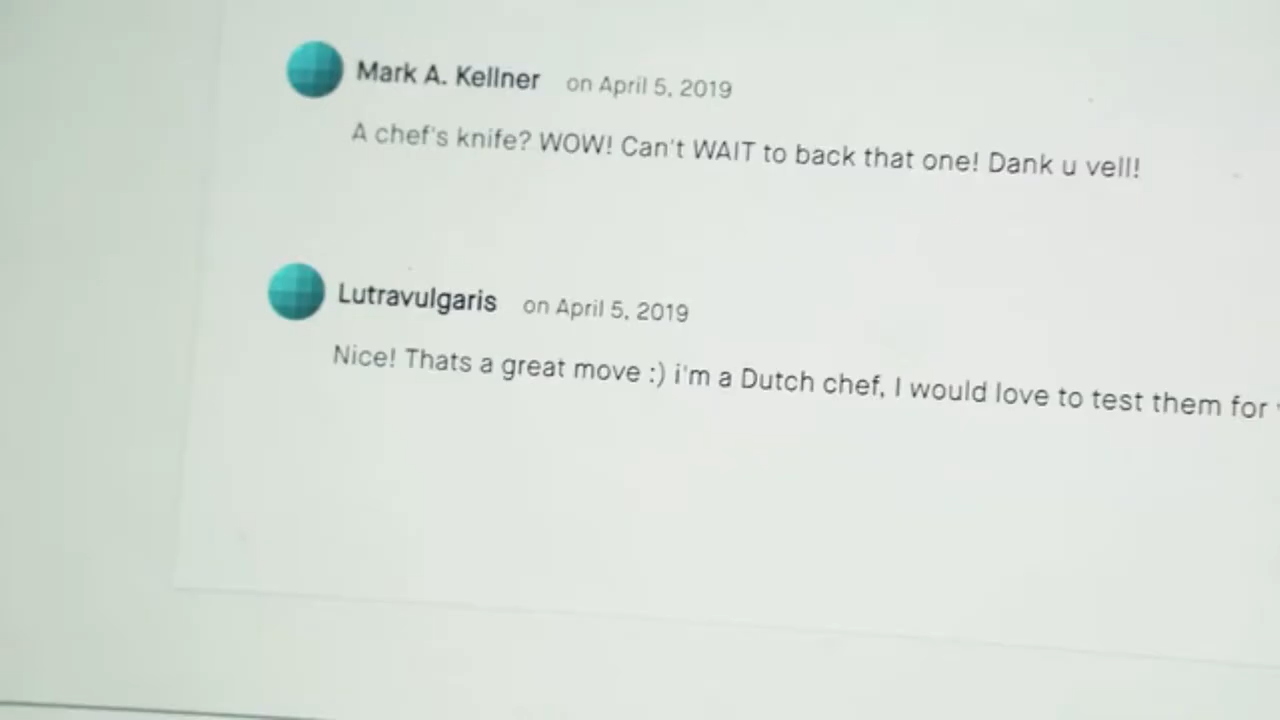 Mark A. Kellner on April 5, 2019
A chef's knife? WOW! Can't WAIT to back that one! Dank u vell!
Lutravulgaris on April 5, 2019
Nice! Thats a great move :) i'm a Dutch chef, I would love to test them for